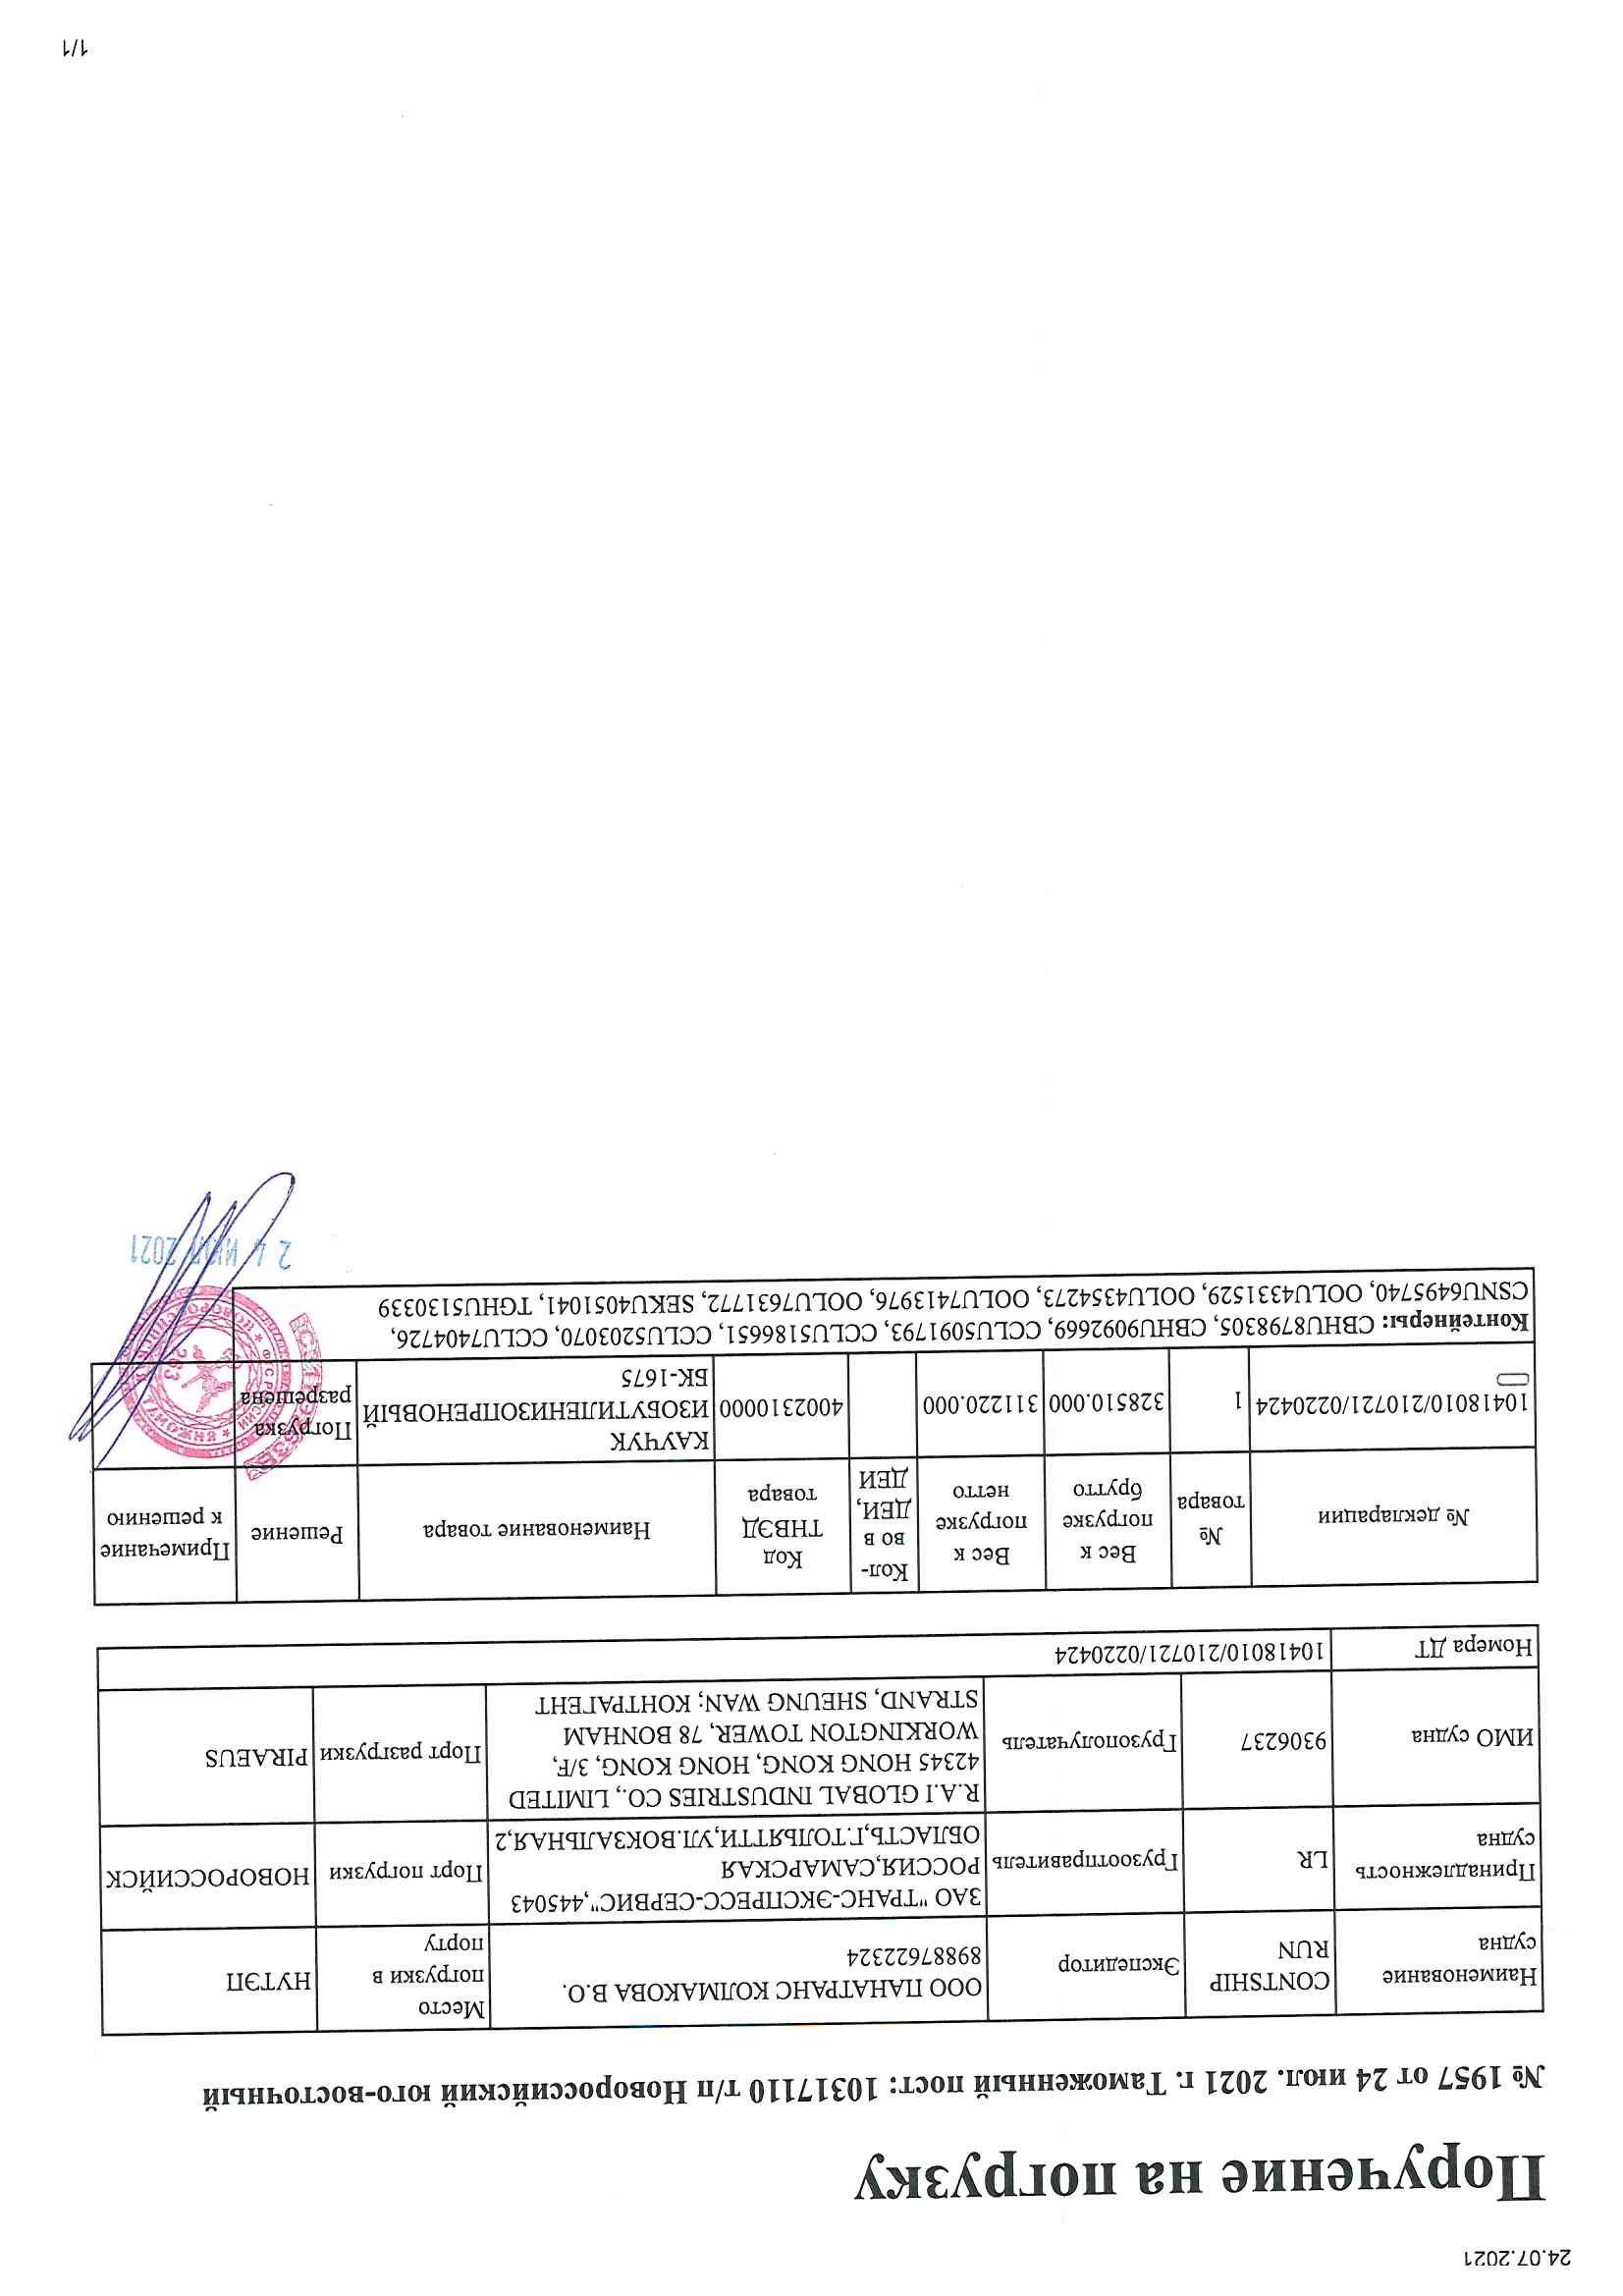 24.07.2021
Поручение на погрузку
№ 1957 от 24 июл. 2021 г. Таможенный пост: 10317110 т/п Новороссийский юго-восточный
Наименование
судна
CONTSHIP
RUN
Экспедитор
ООО ПАНАТРАНС КОЛМАКОВА В.О.
89887622324
Место
погрузки в
порту
НУТЭП
Принадлежность
судна
LR
Грузоотправитель
ЗАО "ТРАНС-ЭКСПРЕСС-СЕРВИС",445043
РОССИЯ,САМАРСКАЯ
ОБЛАСТЬ,Г.ТОЛЬЯТТИ,УЛ.ВОКЗАЛЬНАЯ,2
Порт погрузки
НОВОРОССИЙСК
ИМО судна
9306237
Грузополучатель
R.A.I GLOBAL INDUSTRIES CO., LIMITED
42345 HONG KONG, HONG KONG, 3/F,
WORKINGTON TOWER, 78 BONHAM
STRAND, SHEUNG WAN; КОНТРАГЕНТ
Порт разгрузки
PIRAEUS
Номера ДТ
10418010/210721/0220424
№ декларации
№
товара
Вес к
погрузке
брутто
Вес к
погрузке
нетто
Кол-
во в
ДЕИ,
ДЕИ
Код
ТНВЭД
товара
Наименование товара
Решение
Примечание
к решению
10418010/210721/0220424
1
328510.000
311220.000
4002310000
КАУЧУК
ИЗОБУТИЛЕНИЗОПРЕНОВЫЙ
БК-1675
Погрузка
разрешена
Контейнеры: CBHU8798305, CBHU9092669, CCLU5091793, CCLU5186651, CCLU5203070, CCLU7404726,
CSNU6495740, OOLU4331529, OOLU4354273, OOLU7413976, OOLU7631772, SEKU4051041, TGHU5130339
ТАМОЖНЯ
263
24 ИЮЛ 2021
1/1